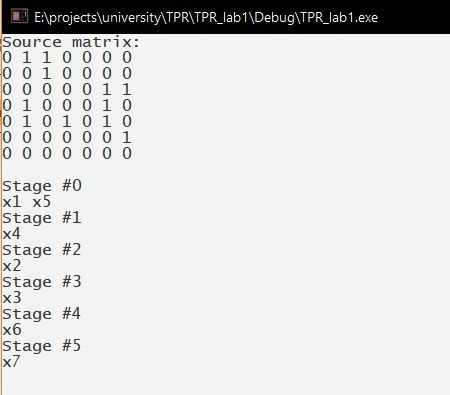 E:\projects\university\TPR\TPR_lab1\Debug\TPR_lab1.exe
Source matrix:
0 1 1 0 0 0 0
0 0 1 0 0 0 0
0 0 0 0 0 1 1
0 1 0 0 0 1 0
0 1 0 1 0 1 0
0 0 0 0 0 0 1
0 0 0 0 0 0 0
Stage #0
x1 x5
Stage #1
x4
Stage #2
x2
Stage #3
x3
Stage #4
x6
Stage #5
x7